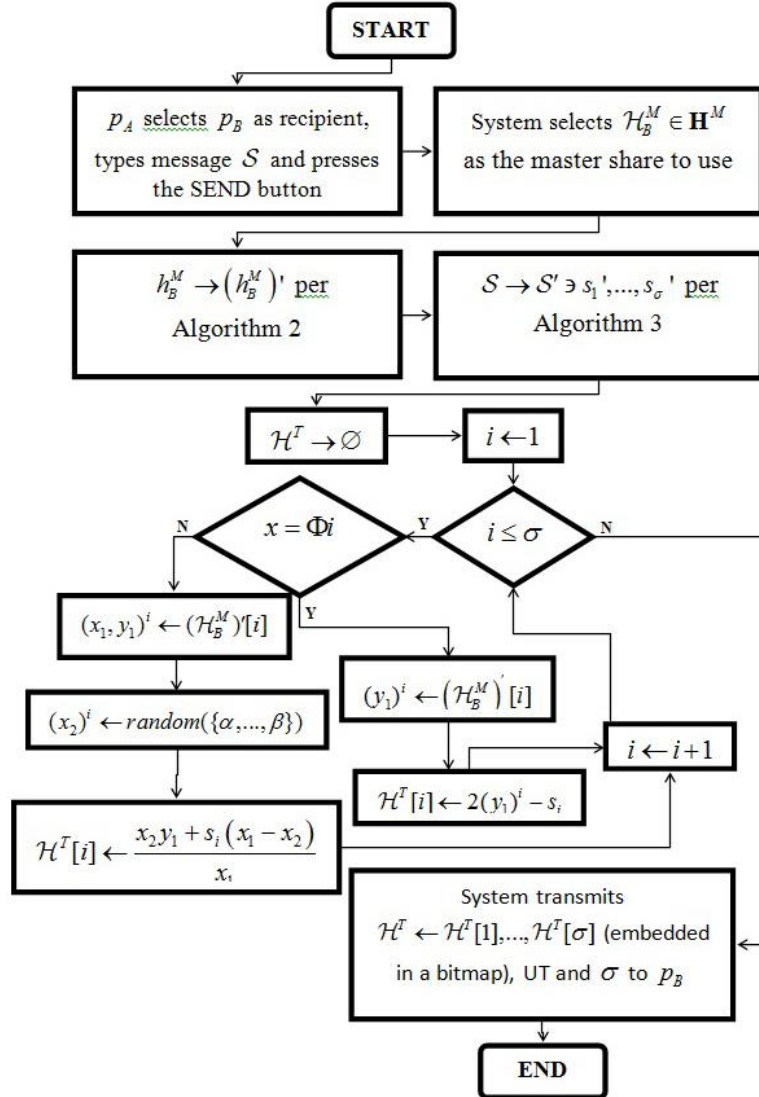 START
p_A selects p_B as recipient,
types message 𝒮 and presses
the SEND button
System selects ℋ_B^M ∈ 𝐇^M
as the master share to use
h_B^M → (h_B^M)' per
Algorithm 2
𝒮 → 𝒮′ ∋ s_1',..., s_σ' per
Algorithm 3
ℋ^T → ∅
i ← 1
x = Φi
i ≤ σ
N
Y
N
Y
(x_1, y_1)^i ← (ℋ_B^M)'[i]
(y_1)^i ← (ℋ_B^M)'[i]
(x_2)^i ← random({α,..., β})
i ← i+1
ℋ^T[i] ← 2(y_1)^i − s_i
ℋ^T[i] ← (x_2 y_1 + s_i (x_1 − x_2)) / x_1
System transmits
ℋ^T ← ℋ^T[1],..., ℋ^T[σ] (embedded
in a bitmap), UT and σ to p_B
END